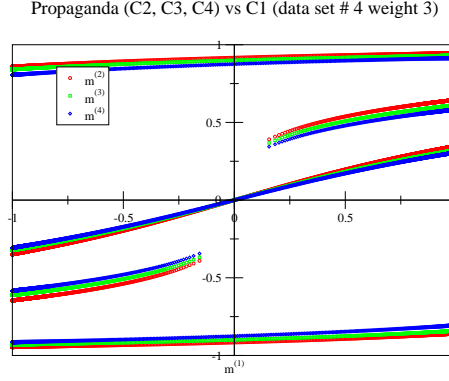 Propaganda (C2, C3, C4) vs C1 (data set # 4 weight 3)
1
m(2)
m(3)
m(4)
0.5
-1
-0.5
0
0.5
-0.5
-1
m(1)